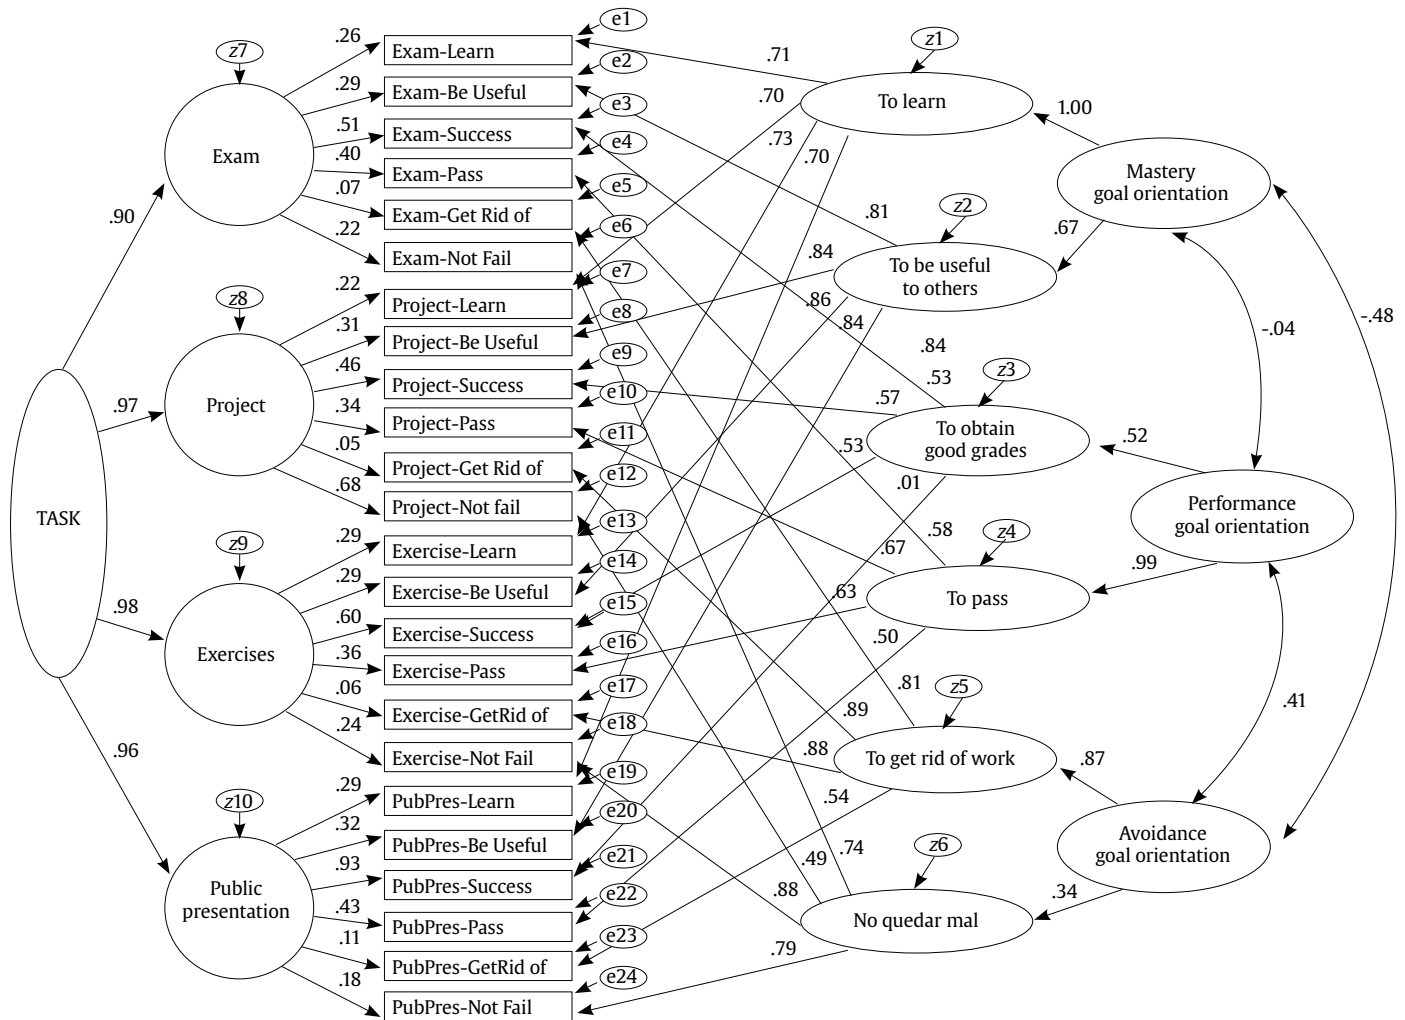 e1
z7
.26
Exam-Learn
.71
z1
e2
.29
Exam-Be Useful
.70
To learn
1.00
e3
.51
Exam-Success
.73
.70
e4
Exam
.40
Exam-Pass
Mastery
goal orientation
e5
.07
Exam-Get Rid of
.90
.22
e6
.81
z2
.67
Exam-Not Fail
.84
To be useful
to others
e7
z8
.22
Project-Learn
.86
-.48
e8
.31
Project-Be Useful
.84
-.04
e9
.84
.46
Project-Success
.53
z3
e10
.97
Project
.34
Project-Pass
.57
To obtain
good grades
.52
e11
.05
Project-Get Rid of
.53
e12
.68
Project-Not fail
.01
TASK
Performance
goal orientation
e13
z9
.29
Exercise-Learn
.67
.58
z4
.99
e14
.29
Exercise-Be Useful
.63
To pass
e15
.98
.60
Exercise-Success
.50
e16
Exercises
.36
Exercise-Pass
e17
.06
Exercise-GetRid of
.81
z5
.89
.41
e18
.24
Exercise-Not Fail
.88
To get rid of work
.87
.96
e19
z10
.29
PubPres-Learn
.54
e20
.32
PubPres-Be Useful
.49
.74
z6
Avoidance
goal orientation
e21
.93
PubPres-Success
.88
.34
e22
Public
presentation
.43
PubPres-Pass
No quedar mal
e23
.11
PubPres-GetRid of
.79
e24
.18
PubPres-Not Fail